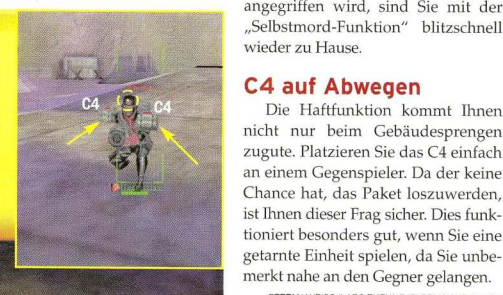 angegriffen wird, sind Sie mit der
„Selbstmord-Funktion“ blitzschnell
wieder zu Hause.
C4 auf Abwegen
Die Haftfunktion kommt Ihnen
nicht nur beim Gebäudesprengen
zugute. Platzieren Sie das C4 einfach
an einem Gegenspieler. Da der keine
Chance hat, das Paket loszuwerden,
ist Ihnen dieser Frag sicher. Dies funk-
tioniert besonders gut, wenn Sie eine
getarnte Einheit spielen, da Sie unbe-
merkt nahe an den Gegner gelangen.
C4 C4